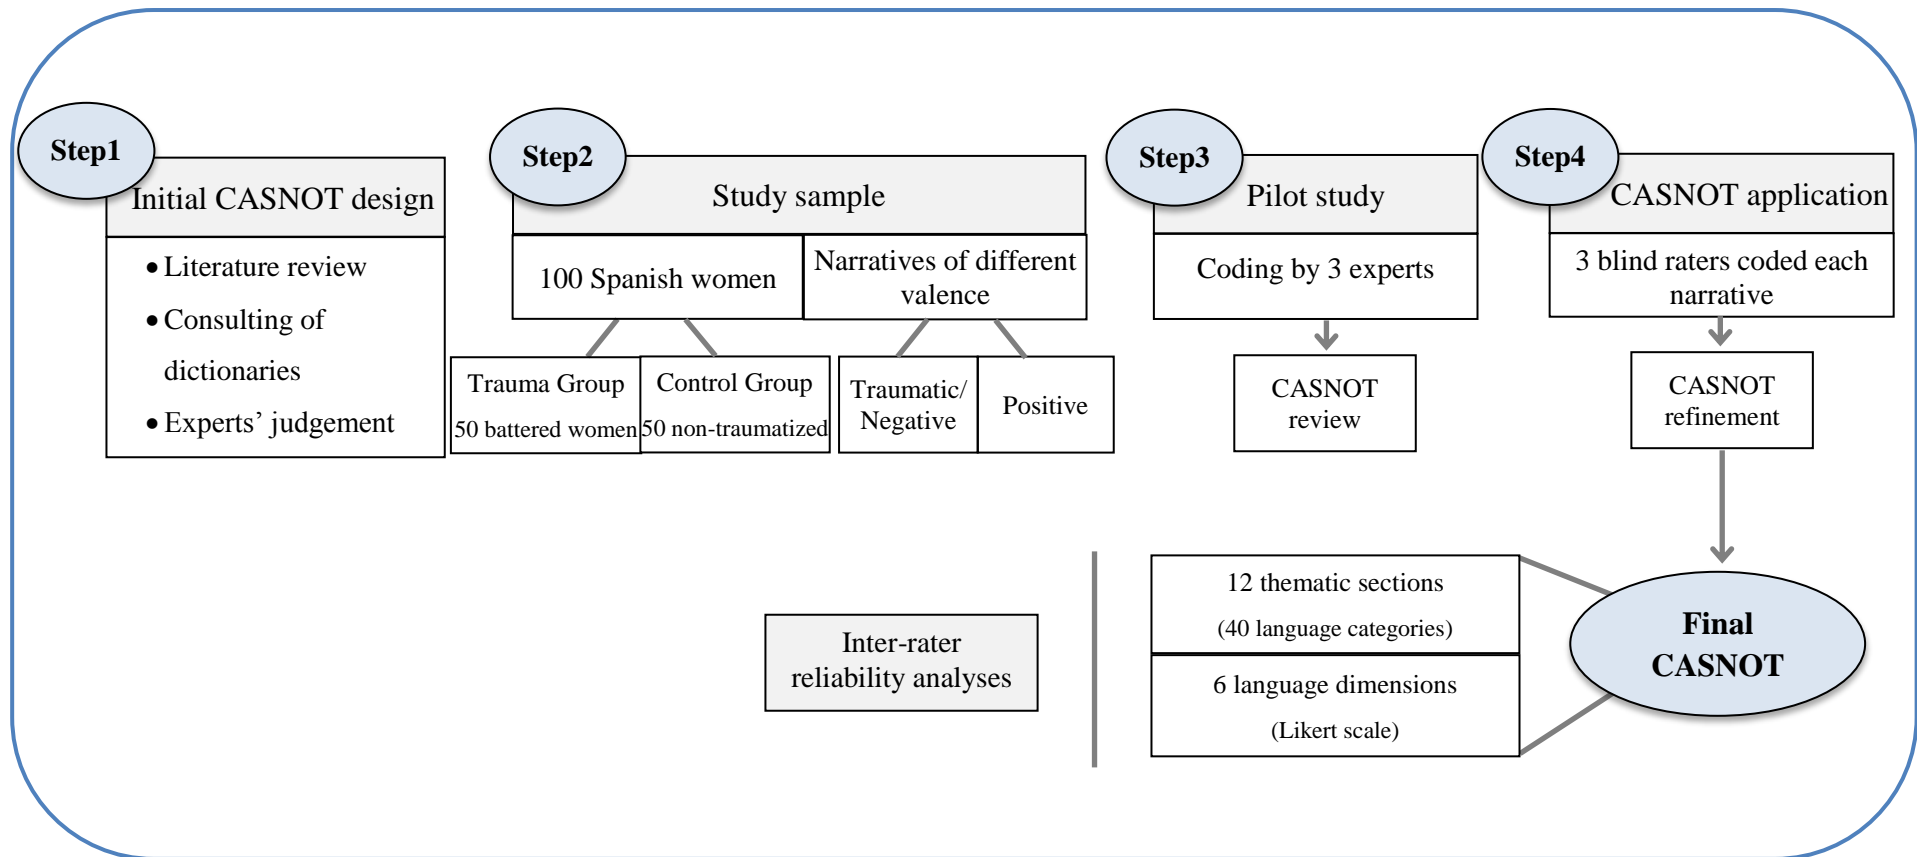 Step1
Initial CASNOT design
• Literature review
• Consulting of
dictionaries
• Experts’ judgement
Step2
Study sample
100 Spanish women
Narratives of different
valence
Trauma Group
50 battered women
Control Group
50 non-traumatized
Traumatic/
Negative
Positive
Step3
Pilot study
Coding by 3 experts
CASNOT
review
Step4
CASNOT application
3 blind raters coded each
narrative
CASNOT
refinement
Final
CASNOT
12 thematic sections
(40 language categories)
6 language dimensions
(Likert scale)
Inter-rater
reliability analyses